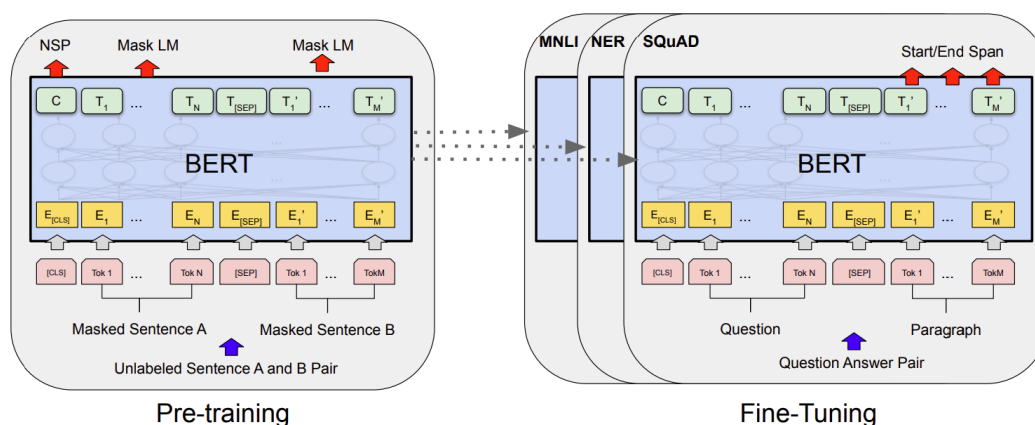 NSP Mask LM Mask LM
C T1 ... TN T[SEP] T1' ... TM'
...
...
BERT
E[CLS] E1 ... EN E[SEP] E1' ... EM'
[CLS] Tok 1 ... Tok N [SEP] Tok 1 ... TokM
Masked Sentence A Masked Sentence B
Unlabeled Sentence A and B Pair
Pre-training
MNLI NER SQuAD
Start/End Span
C T1 ... TN T[SEP] T1' ... TM'
...
...
BERT
E[CLS] E1 ... EN E[SEP] E1' ... EM'
[CLS] Tok 1 ... Tok N [SEP] Tok 1 ... TokM
Question Paragraph
Question Answer Pair
Fine-Tuning